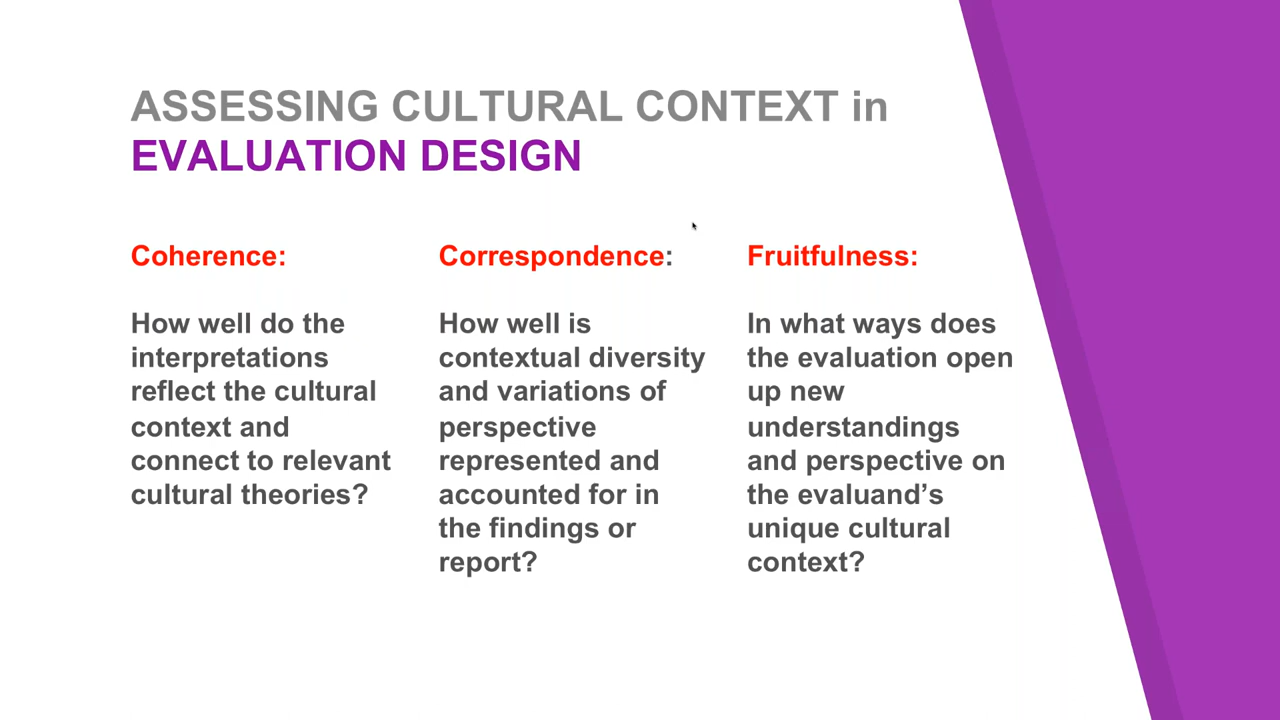 ASSESSING CULTURAL CONTEXT in
EVALUATION DESIGN
Coherence:
How well do the
interpretations
reflect the cultural
context and
connect to relevant
cultural theories?
Correspondence:
How well is
contextual diversity
and variations of
perspective
represented and
accounted for in
the findings or
report?
Fruitfulness:
In what ways does
the evaluation open
up new
understandings
and perspective on
the evaluand’s
unique cultural
context?